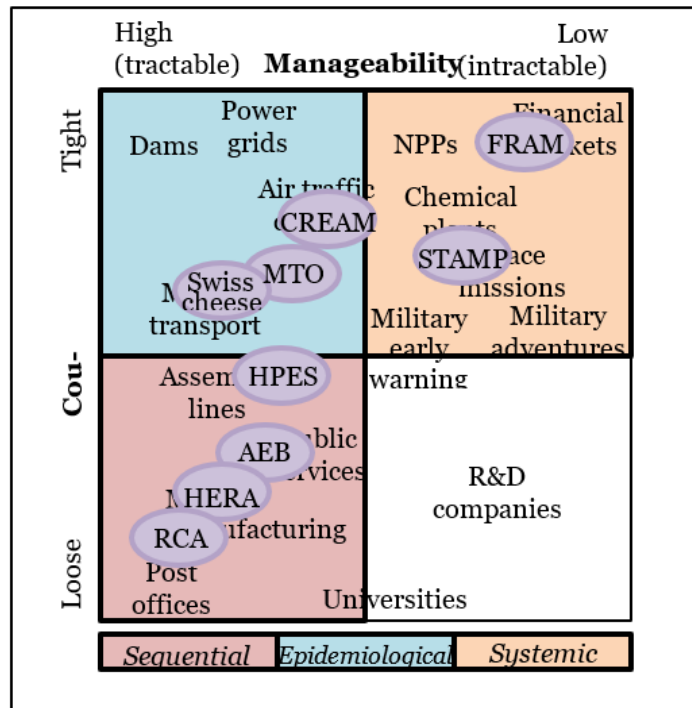 High
(tractable)
Manageability
Low
(intractable)
Tight
Cou-
Loose
Power
grids
Dams
Air traffic
CREAM
MTO
Swiss
cheese
transport
NPPs
Financial
FRAM
Chemical
STAMP
missions
Military
early
warning
Military
adventures
HPES
lines
AEB
HERA
RCA
Post
offices
R&D
companies
Universities
Sequential
Epidemiological
Systemic